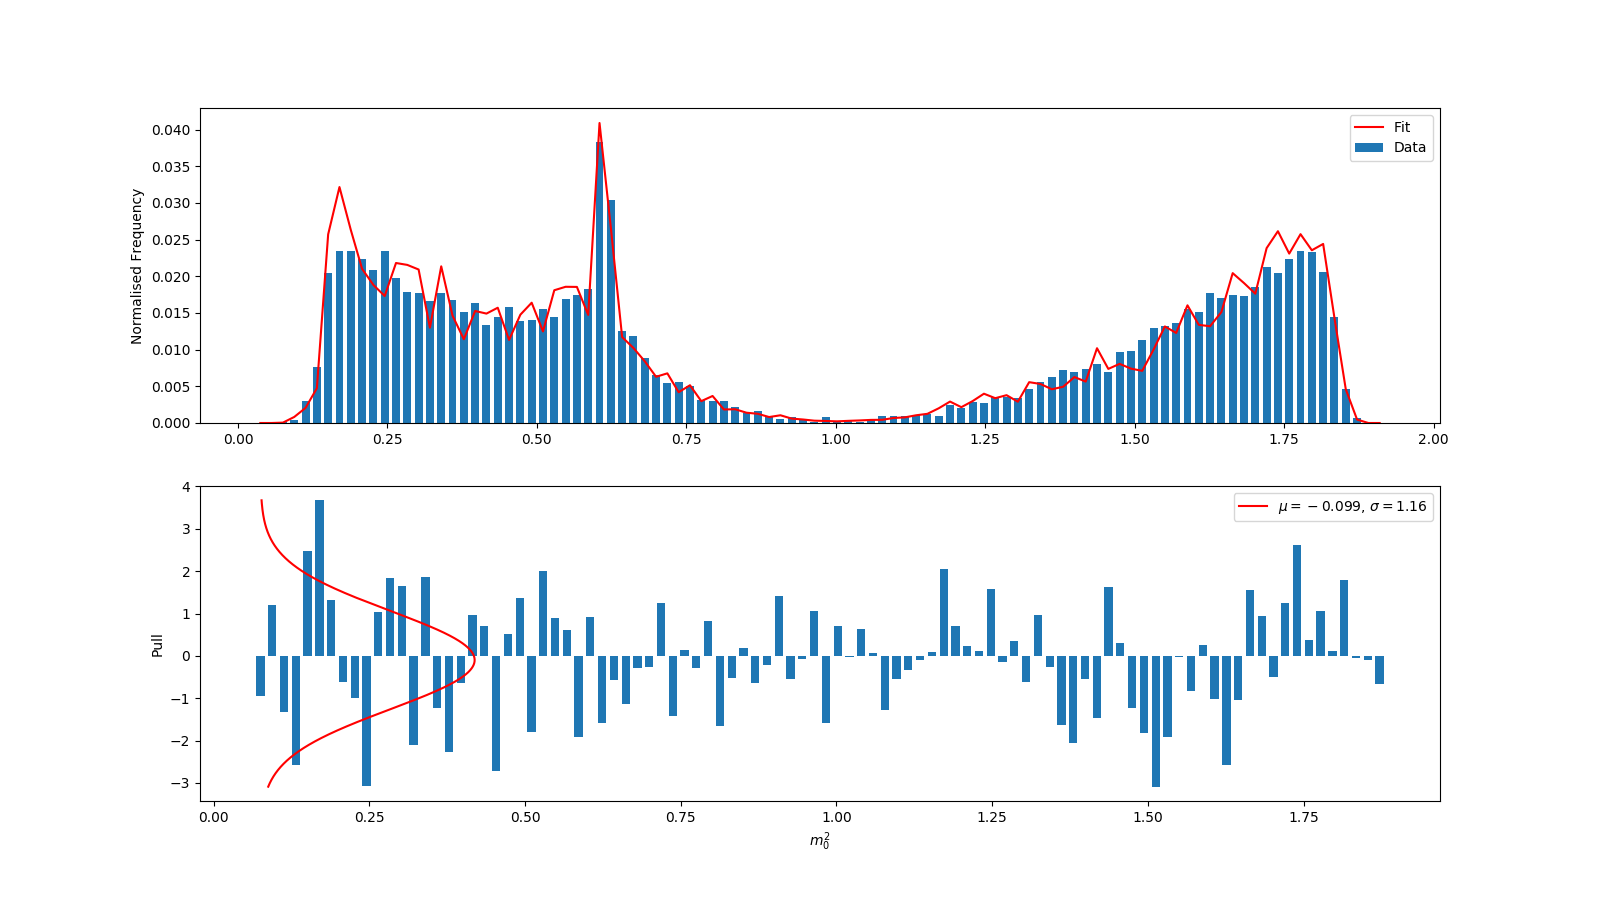 Normalised Frequency
0.040
0.035
0.030
0.025
0.020
0.015
0.010
0.005
0.000
0.00 0.25 0.50 0.75 1.00 1.25 1.50 1.75 2.00
Fit
Data
Pull
4
3
2
1
0
−1
−2
−3
0.00 0.25 0.50 0.75 1.00 1.25 1.50 1.75
μ = −0.099, σ = 1.16
m₀²